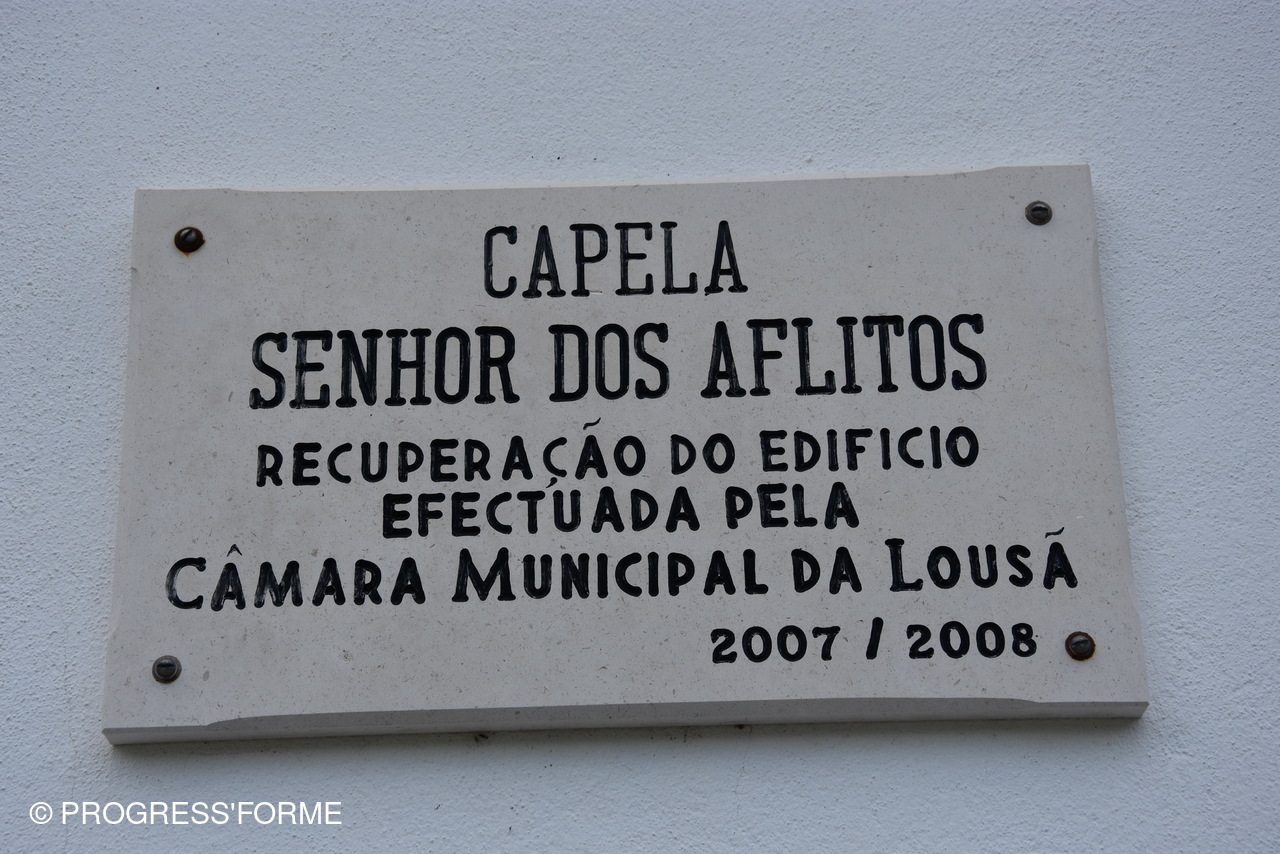 CAPELA
SENHOR DOS AFLITOS
RECUPERAÇÃO DO EDIFICIO
EFECTUADA PELA
CÂMARA MUNICIPAL DA LOUSÃ
2007 / 2008
© PROGRESS'FORME